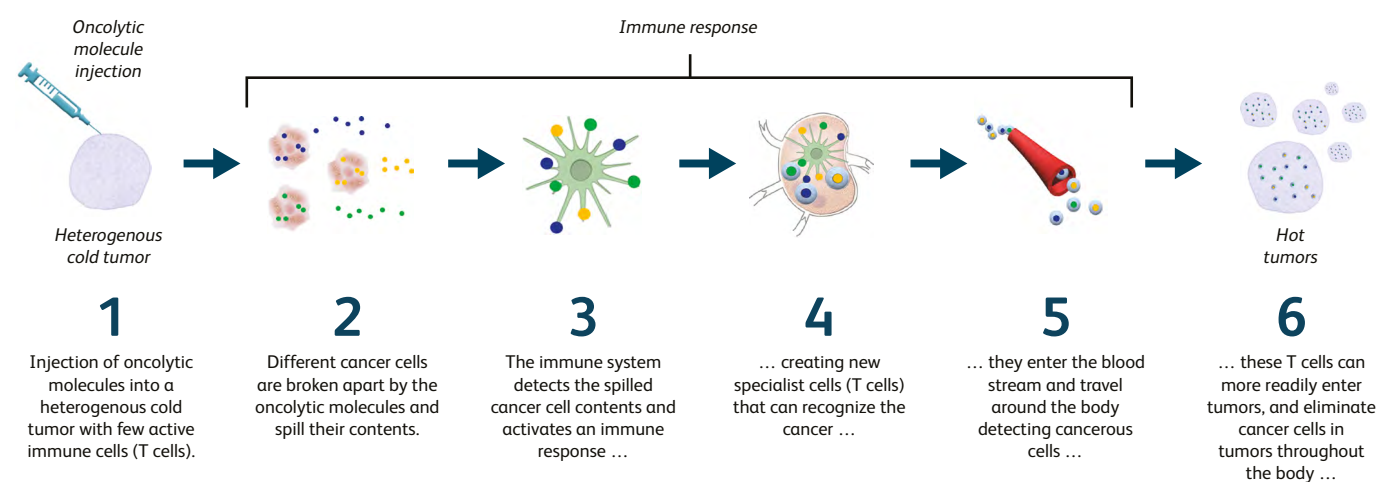 Oncolytic
molecule
injection
Immune response
Heterogenous
cold tumor
Hot
tumors
1
Injection of oncolytic
molecules into a
heterogenous cold
tumor with few active
immune cells (T cells).
2
Different cancer cells
are broken apart by the
oncolytic molecules and
spill their contents.
3
The immune system
detects the spilled
cancer cell contents and
activates an immune
response …
4
… creating new
specialist cells (T cells)
that can recognize the
cancer …
5
… they enter the blood
stream and travel
around the body
detecting cancerous
cells …
6
… these T cells can
more readily enter
tumors, and eliminate
cancer cells in
tumors throughout
the body …